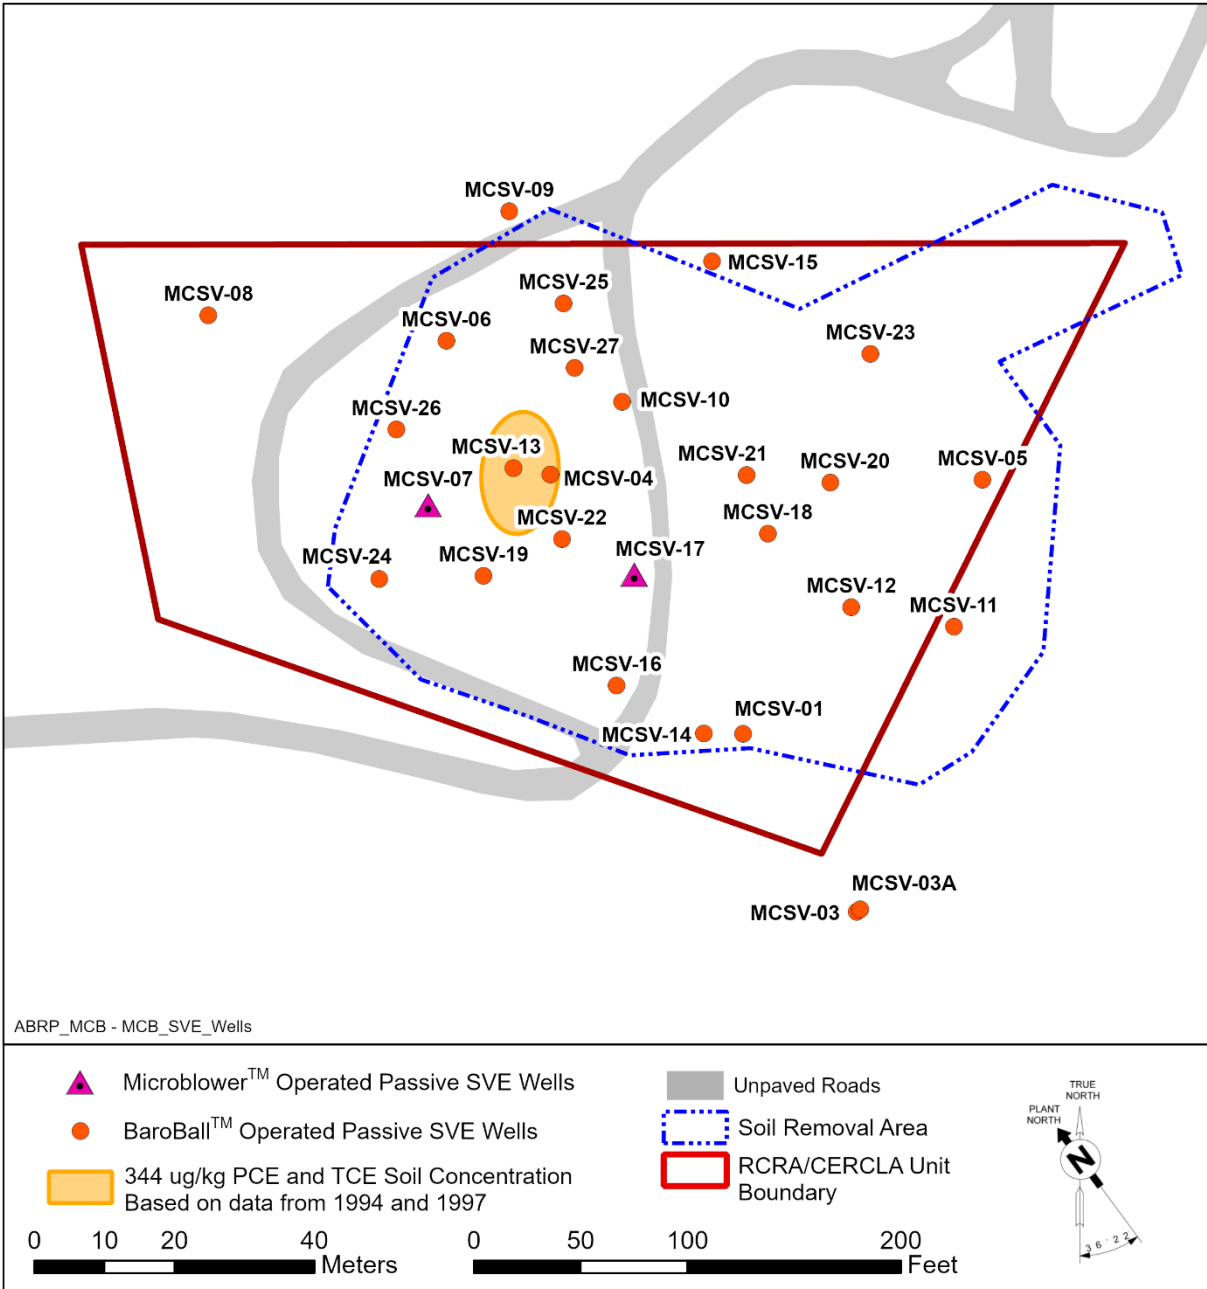 MCSV-09
MCSV-15
MCSV-08
MCSV-25
MCSV-06
MCSV-23
MCSV-27
MCSV-10
MCSV-26
MCSV-13
MCSV-21
MCSV-20
MCSV-05
MCSV-07
MCSV-04
MCSV-22
MCSV-18
MCSV-24
MCSV-19
MCSV-17
MCSV-12
MCSV-11
MCSV-16
MCSV-01
MCSV-14
MCSV-03A
MCSV-03
ABRP_MCB - MCB_SVE_Wells
Microblower™ Operated Passive SVE Wells
BaroBall™ Operated Passive SVE Wells
344 ug/kg PCE and TCE Soil Concentration
Based on data from 1994 and 1997
Unpaved Roads
Soil Removal Area
RCRA/CERCLA Unit
Boundary
TRUE
NORTH
PLANT
NORTH
N
36°22'
0 10 20 40
Meters
0 50 100 200
Feet